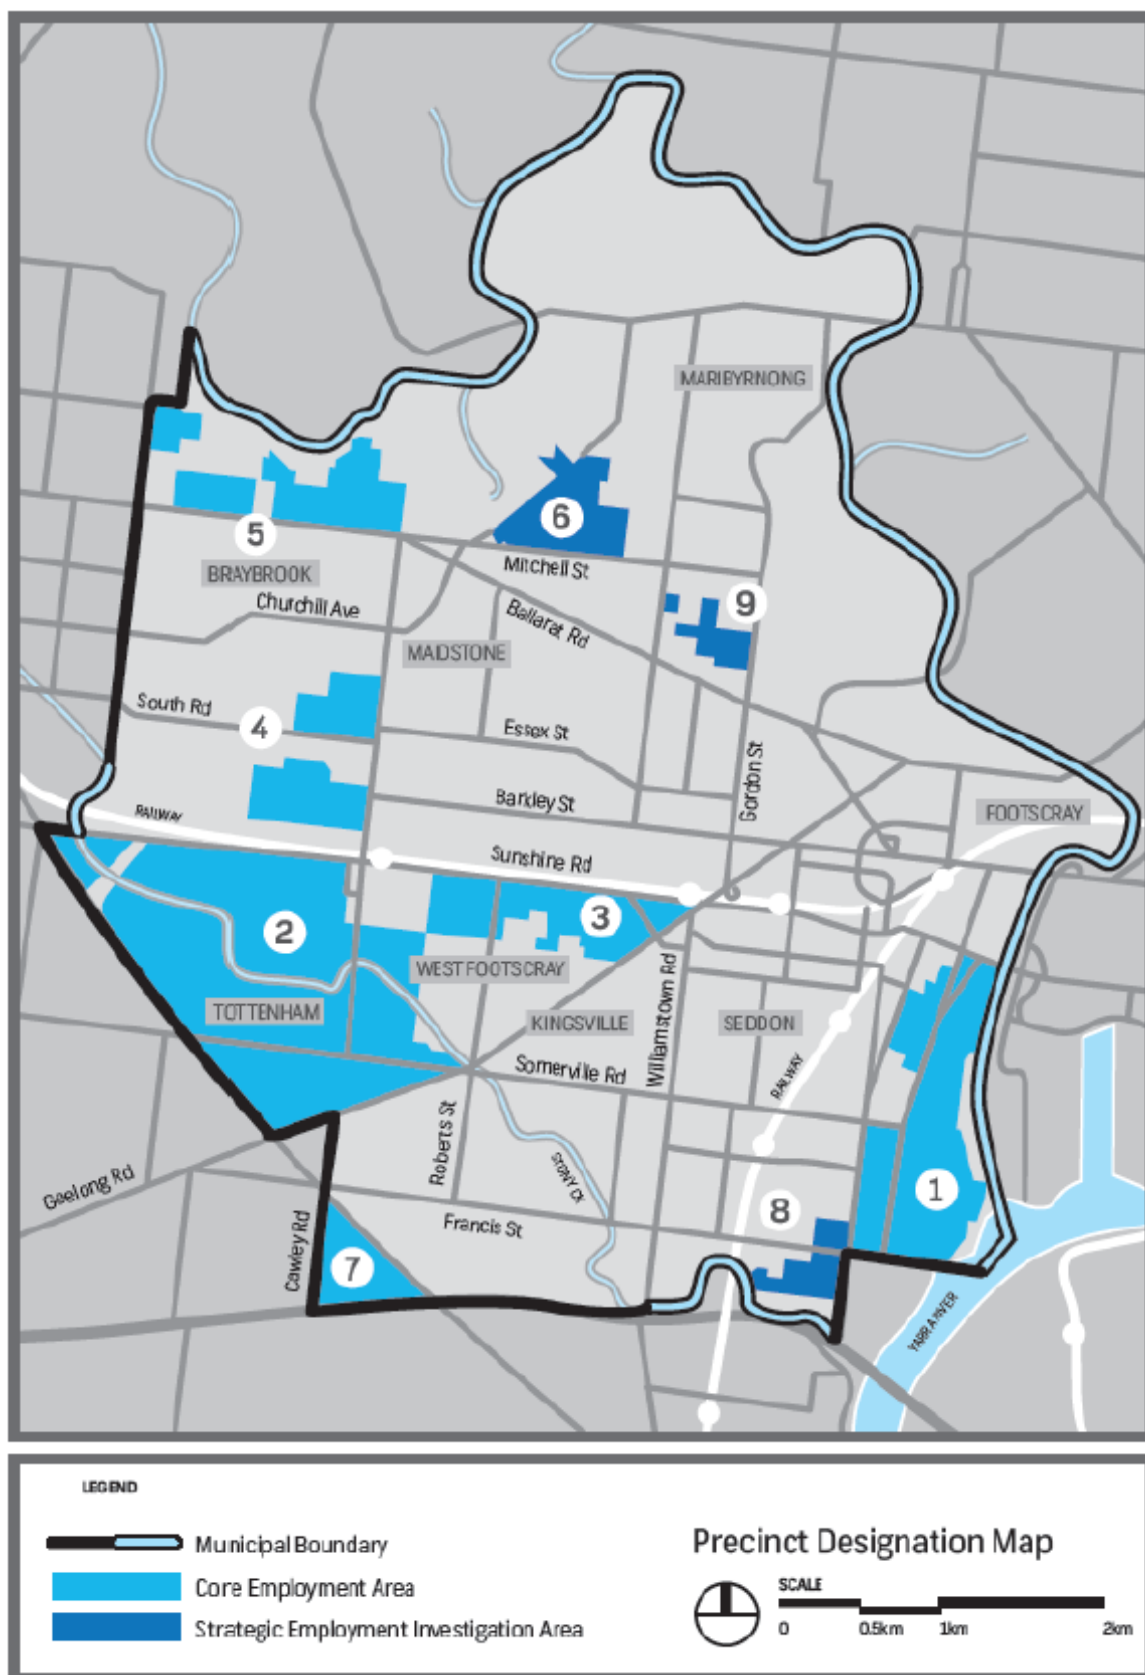 MARIBYRNONG
6
5
Mitchell St
BRAYBROOK
9
Churchill Ave
Ballarat Rd
MAIDSTONE
South Rd
4
Essex St
Gordon St
Barkley St
RAILWAY
FOOTSCRAY
Sunshine Rd
2
3
WEST FOOTSCRAY
TOTTENHAM
KINGSVILLE
Williamstown Rd
SEDDON
Somerville Rd
RAILWAY
Roberts St
STONY CK
Geelong Rd
1
8
Francis St
Cawley Rd
7
YARRA RIVER
LEGEND
Municipal Boundary
Core Employment Area
Strategic Employment Investigation Area
Precinct Designation Map
SCALE
0 0.5km 1km 2km